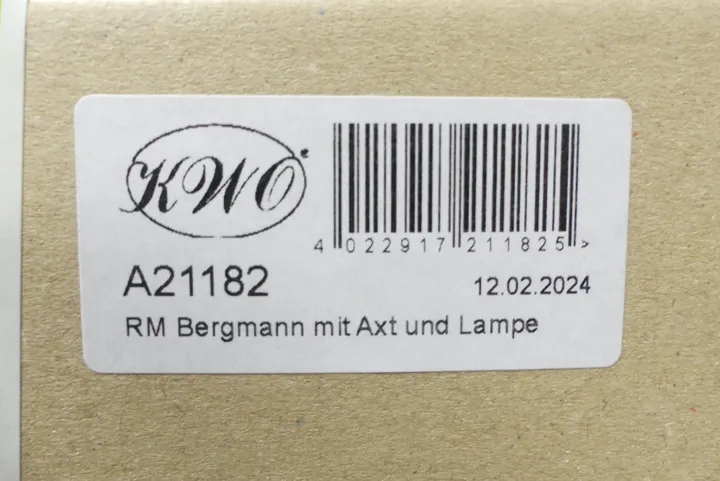 KWO
4 022917 211825 >
A21182
12.02.2024
RM Bergmann mit Axt und Lampe